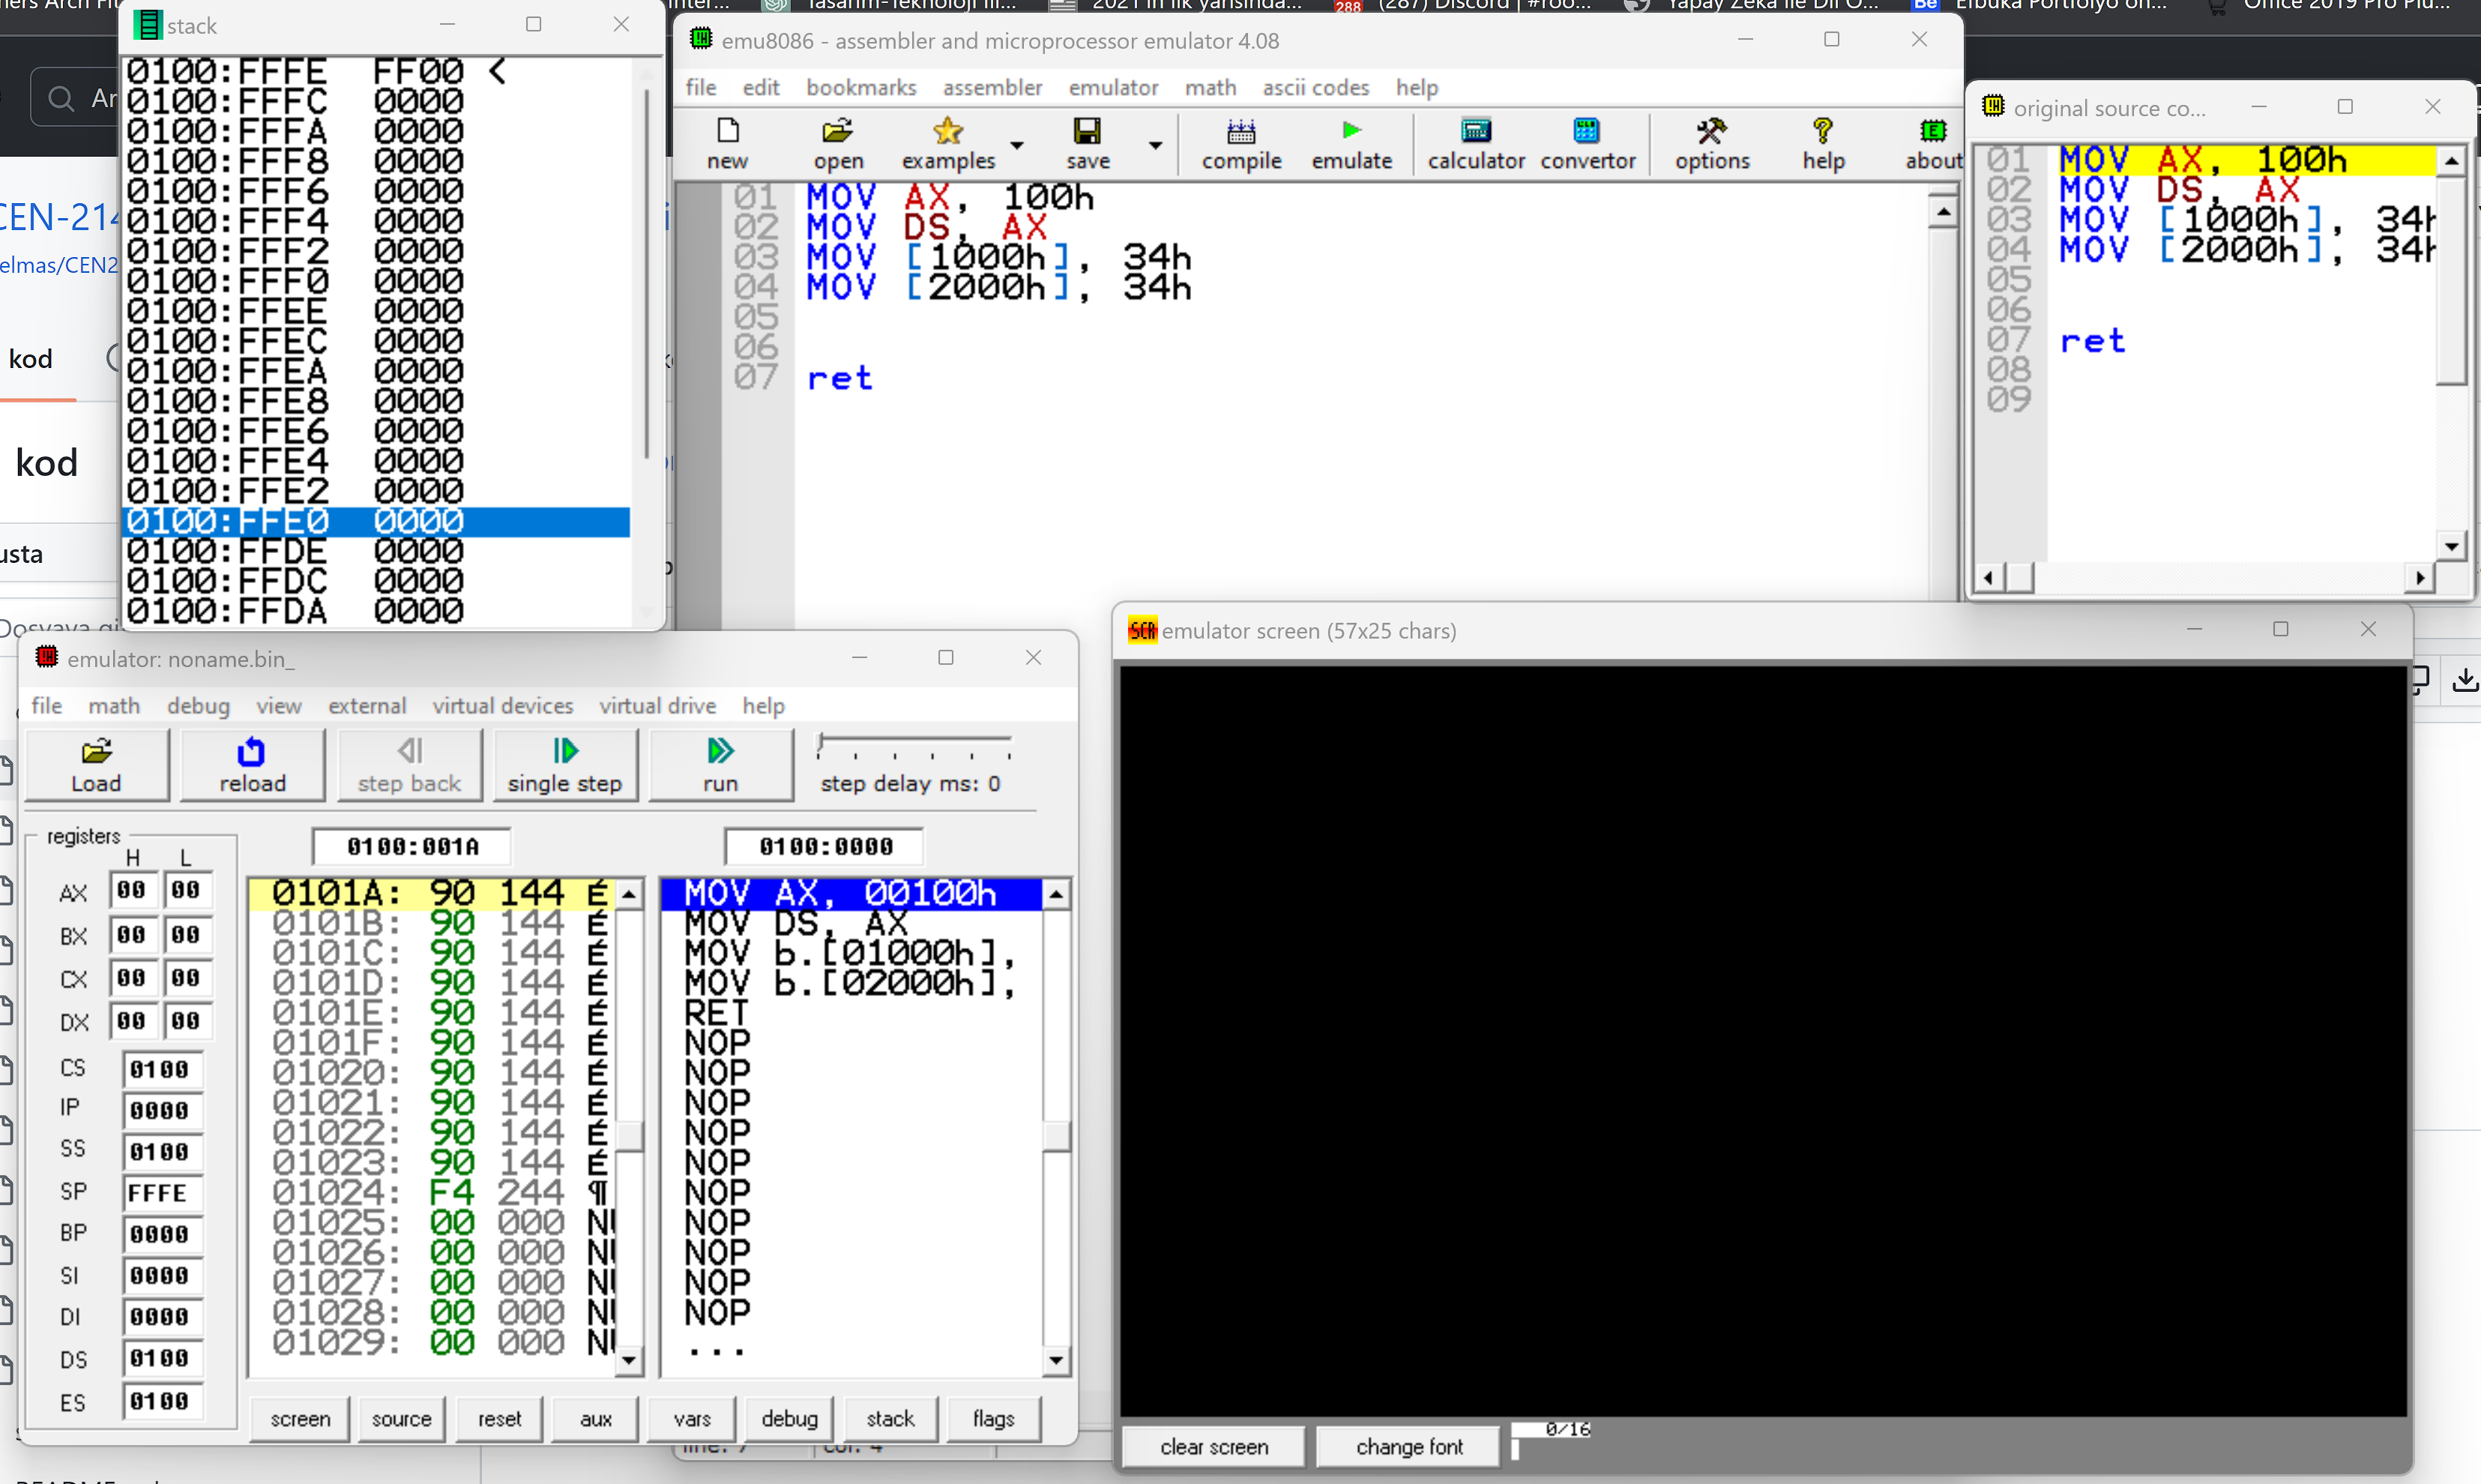 stack
0100:FFFE FF00 <
0100:FFFC 0000
0100:FFFA 0000
0100:FFF8 0000
0100:FFF6 0000
0100:FFF4 0000
0100:FFF2 0000
0100:FFF0 0000
0100:FFEE 0000
0100:FFEC 0000
0100:FFEA 0000
0100:FFE8 0000
0100:FFE6 0000
0100:FFE4 0000
0100:FFE2 0000
0100:FFE0 0000
0100:FFDE 0000
0100:FFDC 0000
0100:FFDA 0000
emu8086 - assembler and microprocessor emulator 4.08
file edit bookmarks assembler emulator math ascii codes help
new open examples save compile emulate calculator convertor options help about
01 MOV AX, 100h
02 MOV DS, AX
03 MOV [1000h], 34h
04 MOV [2000h], 34h
05
06
07 ret
original source co...
01 MOV AX, 100h
02 MOV DS, AX
03 MOV [1000h], 34h
04 MOV [2000h], 34h
05
06
07 ret
08
09
CEN-214
elmas/CEN2
kod
kod
usta
emulator: noname.bin_
file math debug view external virtual devices virtual drive help
Load reload step back single step run step delay ms: 0
registers
H L
AX 00 00
BX 00 00
CX 00 00
DX 00 00
CS 0100
IP 0000
SS 0100
SP FFFE
BP 0000
SI 0000
DI 0000
DS 0100
ES 0100
0100:001A
0101A: 90 144 É
0101B: 90 144 É
0101C: 90 144 É
0101D: 90 144 É
0101E: 90 144 É
0101F: 90 144 É
01020: 90 144 É
01021: 90 144 É
01022: 90 144 É
01023: 90 144 É
01024: F4 244 ¶
01025: 00 000 NU
01026: 00 000 NU
01027: 00 000 NU
01028: 00 000 NU
01029: 00 000 NU
0100:0000
MOV AX, 00100h
MOV DS, AX
MOV b.[01000h],
MOV b.[02000h],
RET
NOP
NOP
NOP
NOP
NOP
NOP
NOP
NOP
NOP
NOP
...
screen source reset aux vars debug stack flags
emulator screen (57x25 chars)
clear screen change font 0/16